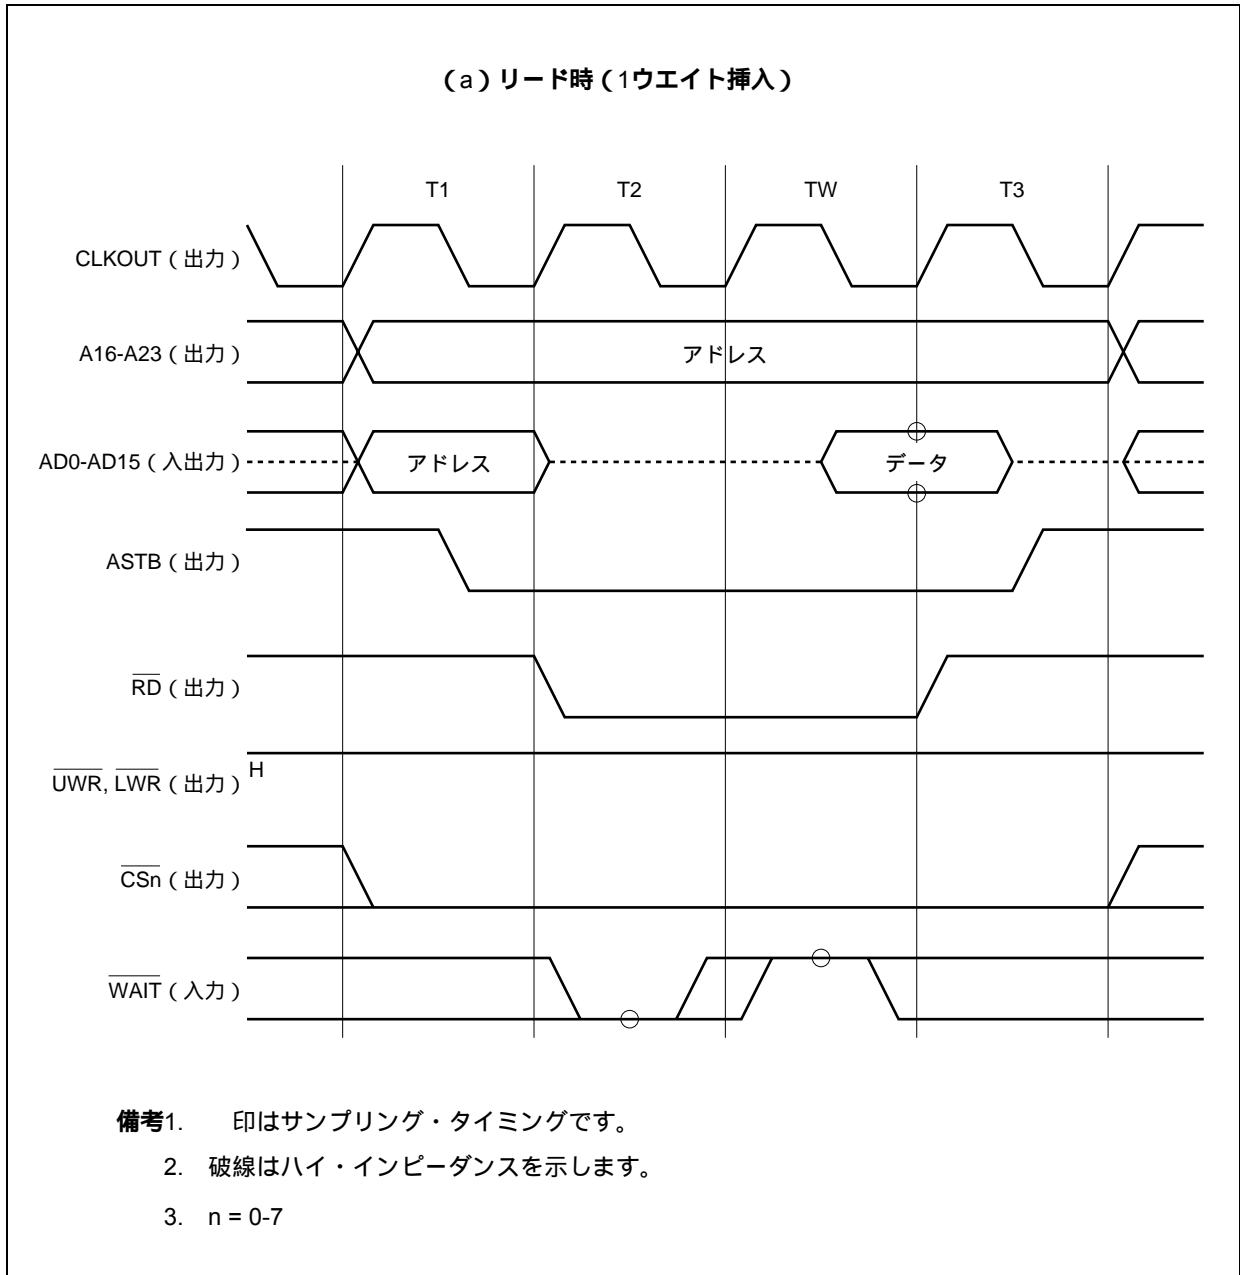 (a)リード時(1ウエイト挿入)
T1 T2 TW T3
CLKOUT(出力)
A16-A23(出力) アドレス
AD0-AD15(入出力) アドレス データ
ASTB(出力)
RD(出力)
UWR, LWR(出力) H
CSn(出力)
WAIT(入力)
備考1. 印はサンプリング・タイミングです。
2. 破線はハイ・インピーダンスを示します。
3. n = 0-7